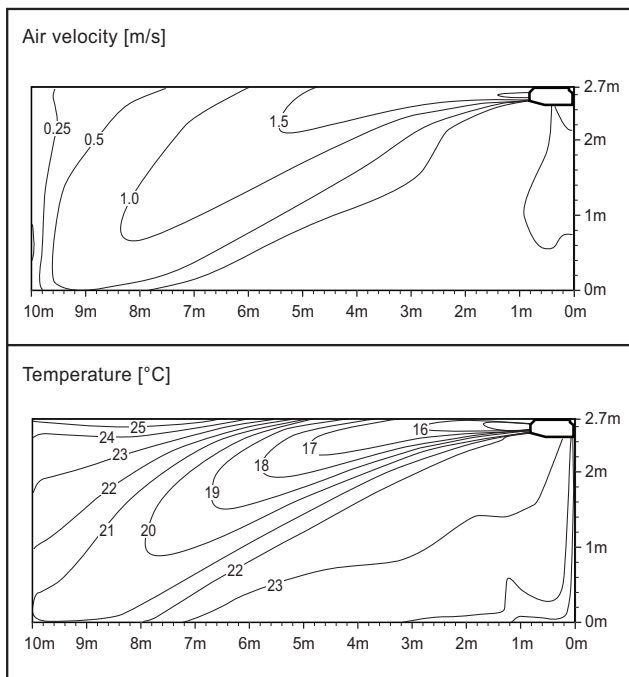 Air velocity [m/s]
2.7m
0.25
0.5
1.5
2m
1.0
1m
0m
10m 9m 8m 7m 6m 5m 4m 3m 2m 1m 0m
Temperature [°C]
2.7m
25
24
16
23
17
18
2m
22
19
21
20
1m
22
23
0m
10m 9m 8m 7m 6m 5m 4m 3m 2m 1m 0m